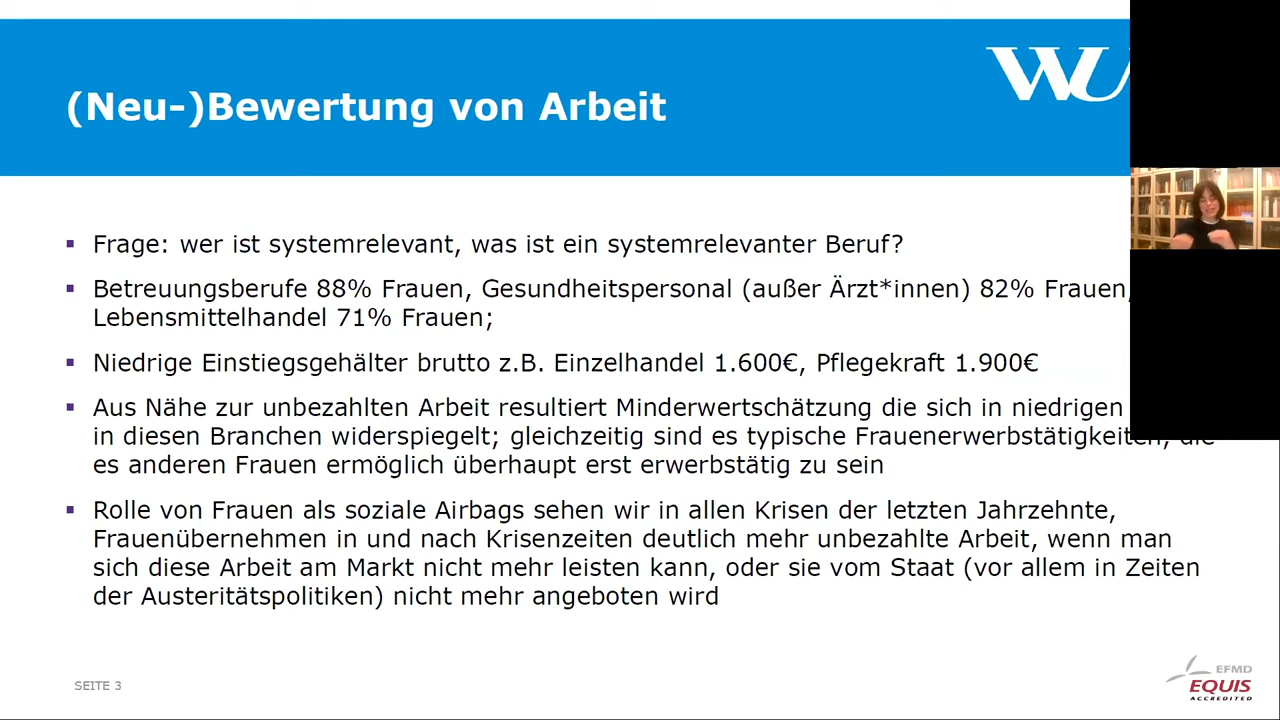 WU
(Neu-)Bewertung von Arbeit
Frage: wer ist systemrelevant, was ist ein systemrelevanter Beruf?
Betreuungsberufe 88% Frauen, Gesundheitspersonal (außer Ärzt*innen) 82% Frauen,
Lebensmittelhandel 71% Frauen;
Niedrige Einstiegsgehälter brutto z.B. Einzelhandel 1.600€, Pflegekraft 1.900€
Aus Nähe zur unbezahlten Arbeit resultiert Minderwertschätzung die sich in niedrigen
in diesen Branchen widerspiegelt; gleichzeitig sind es typische Frauenerwerbstätigkeiten, die
es anderen Frauen ermöglich überhaupt erst erwerbstätig zu sein
Rolle von Frauen als soziale Airbags sehen wir in allen Krisen der letzten Jahrzehnte,
Frauenübernehmen in und nach Krisenzeiten deutlich mehr unbezahlte Arbeit, wenn man
sich diese Arbeit am Markt nicht mehr leisten kann, oder sie vom Staat (vor allem in Zeiten
der Austeritätspolitiken) nicht mehr angeboten wird
SEITE 3
EFMD
EQUIS
ACCREDITED